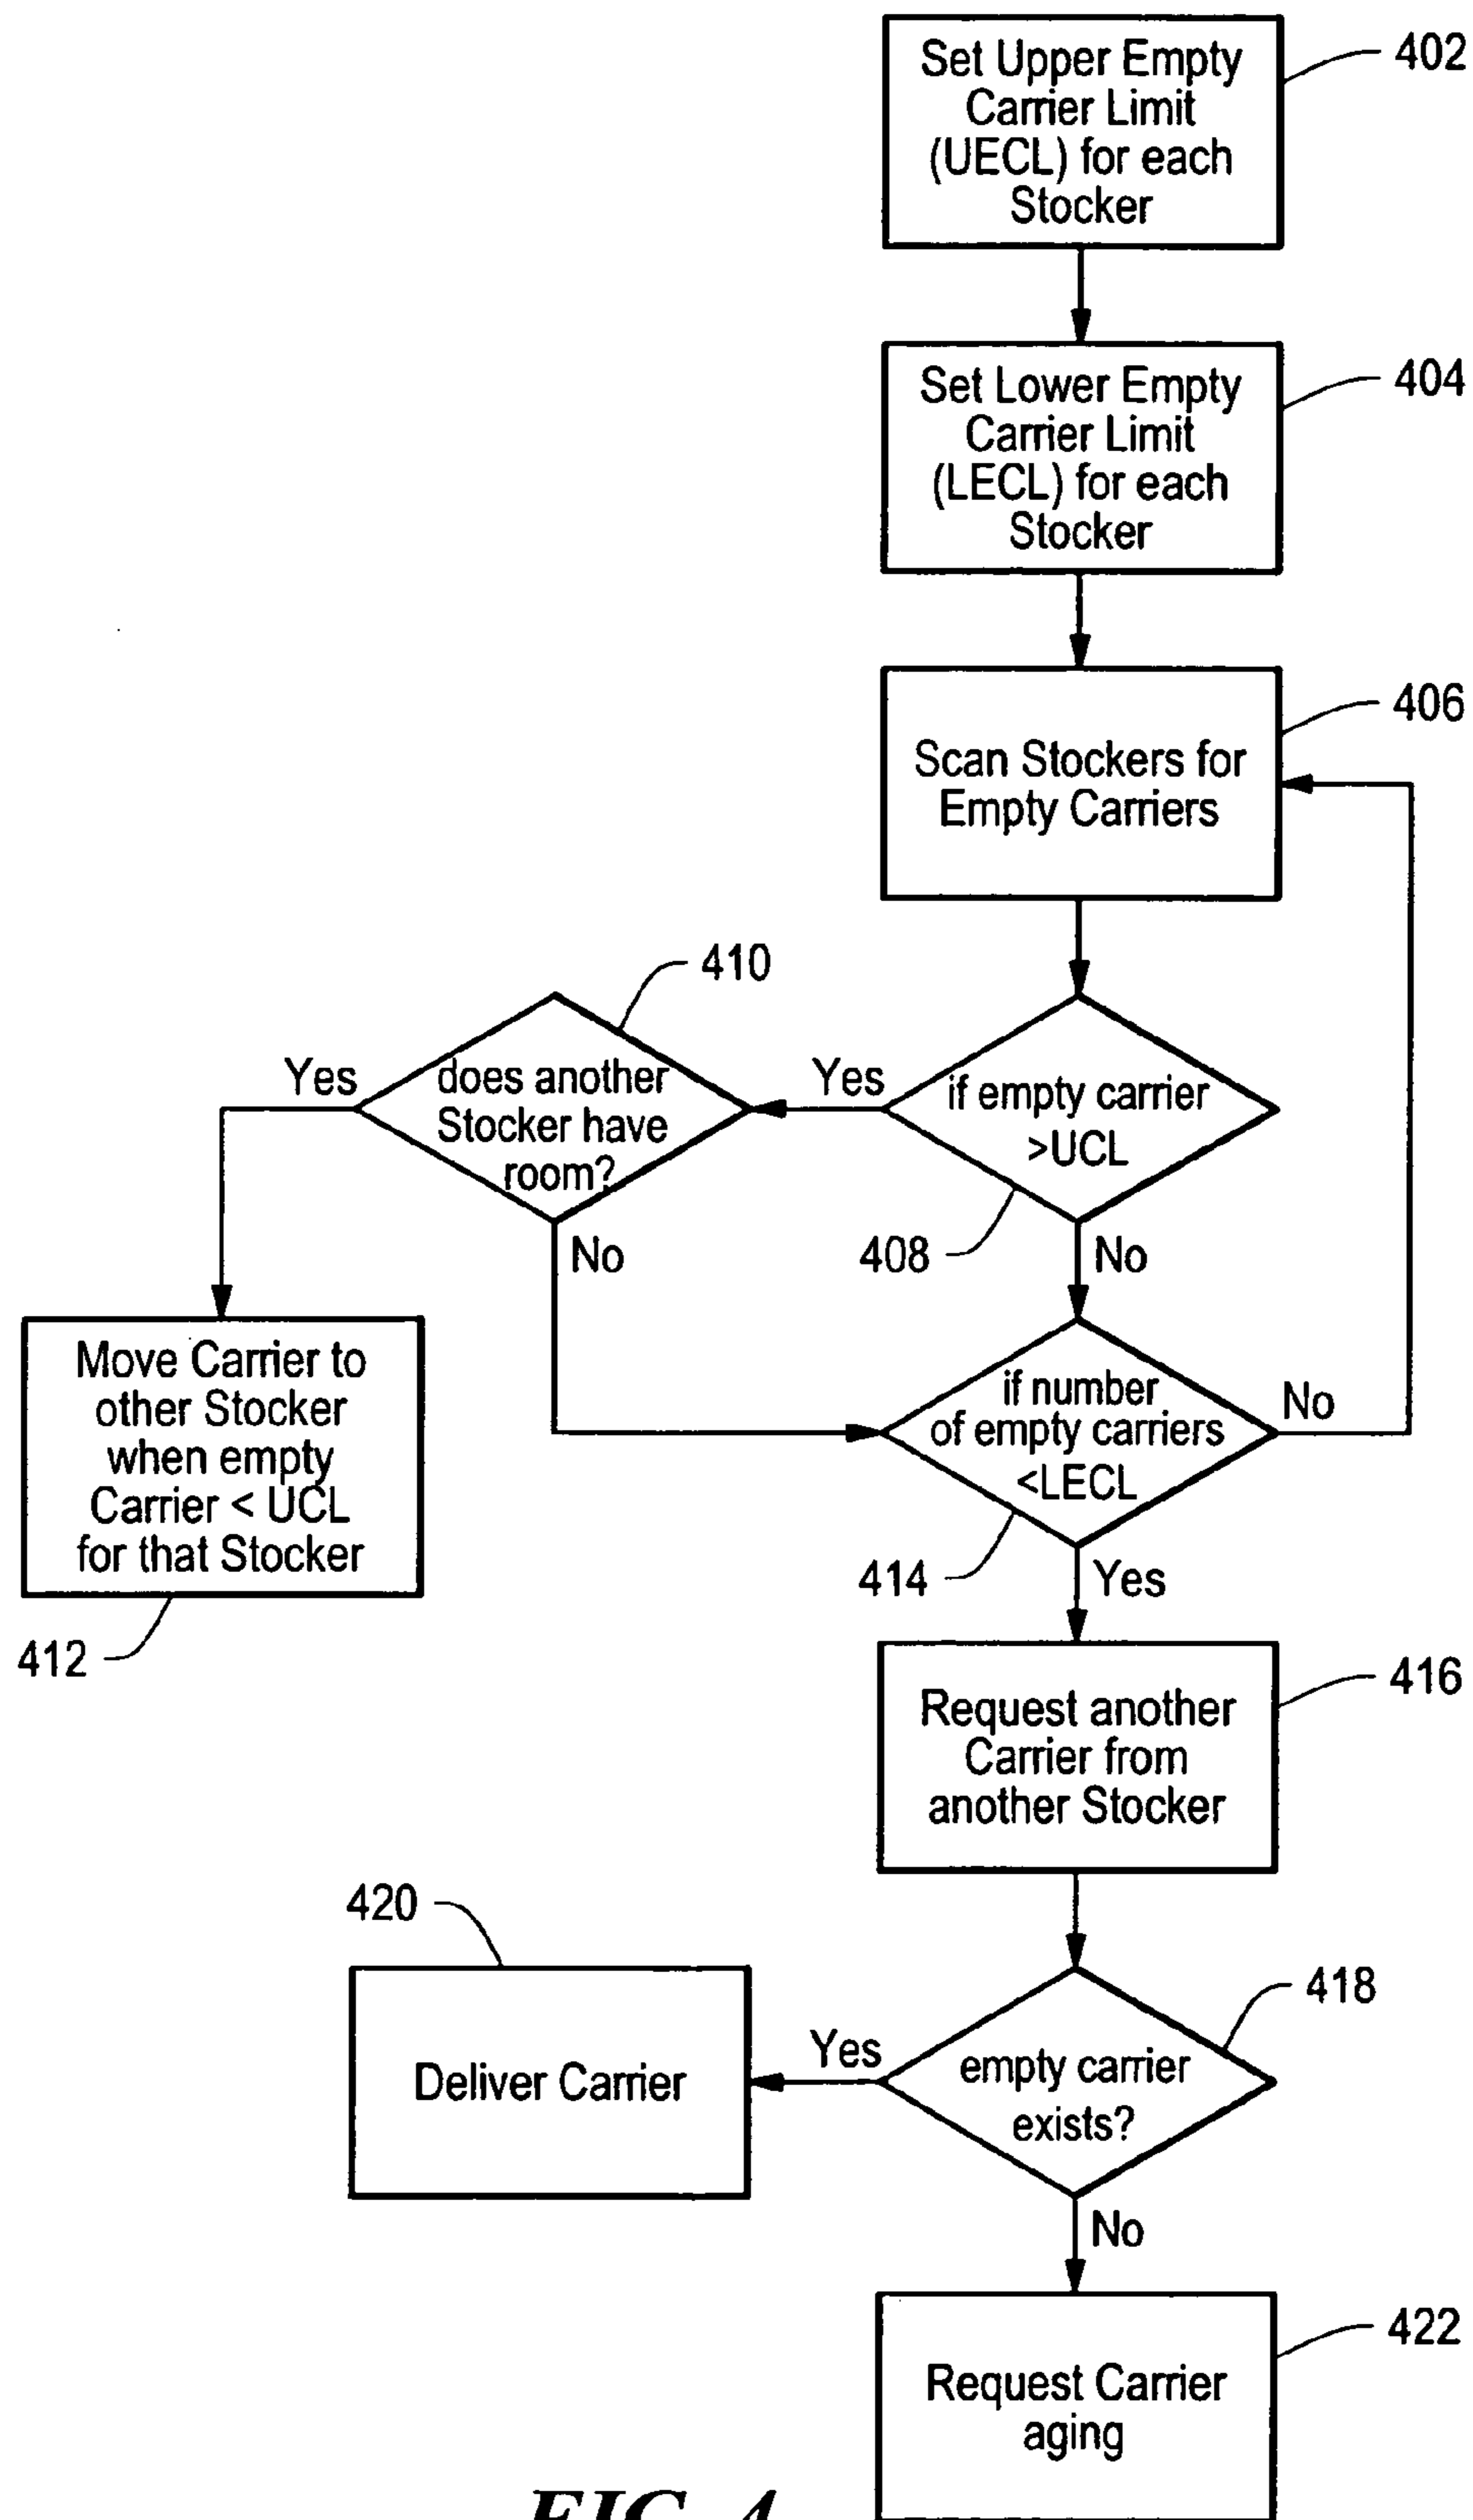 Set Upper Empty
Carrier Limit
(UECL) for each
Stocker
402
Set Lower Empty
Carrier Limit
(LECL) for each
Stocker
404
Scan Stockers for
Empty Carriers
406
410
does another
Stocker have
room?
Yes
Yes
if empty carrier
>UCL
408
No
No
Move Carrier to
other Stocker
when empty
Carrier < UCL
for that Stocker
412
if number
of empty carriers
<LECL
No
414
Yes
Request another
Carrier from
another Stocker
416
420
Deliver Carrier
Yes
empty carrier
exists?
418
No
Request Carrier
aging
422
FIG. 4